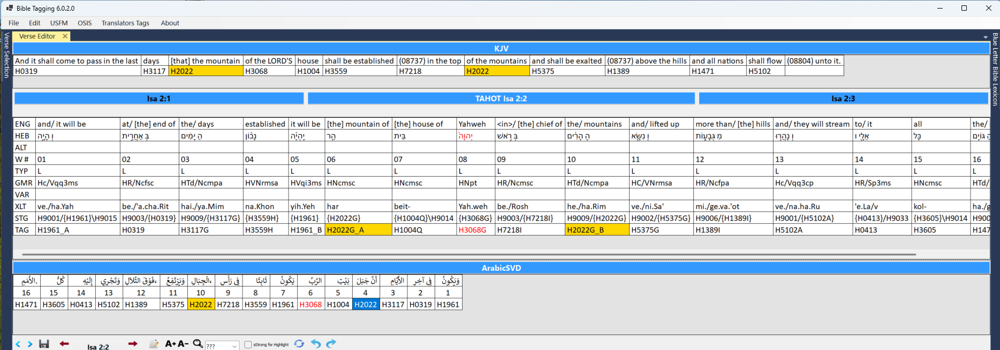 Bible Tagging 6.0.2.0
File Edit USFM OSIS Translators Tags About
Verse Selection
Verse Editor
Blue Letter Bible Lexicon
KJV
And it shall come to pass in the last days [that] the mountain of the LORD'S house shall be established (08737) in the top of the mountains and shall be exalted (08737) above the hills and all nations shall flow (08804) unto it.
H0319 H3117 H2022 H3068 H1004 H3559 H7218 H2022 H5375 H1389 H1471 H5102
Isa 2:1 TAHOT Isa 2:2 Isa 2:3
ENG and/ it will be at/ [the] end of the/ days established it will be [the] mountain of [the] house of Yahweh <in>/ [the] chief of the/ mountains and/ lifted up more than/ [the] hills and/ they will stream to/ it all the/
HEB וְ הָיָ֣ה בְּ אַחֲרִ֣ית הַ יָּמִ֗ים נָכ֨וֹן יִֽהְיֶ֜ה הַ֤ר בֵּית יְהוָה֙ בְּ רֹ֣אשׁ הֶ הָרִ֔ים וְ נִשָּׂ֖א מִ גְּבָע֑וֹת וְ נָהֲר֥וּ אֵלָ֖י ו כָּל הַ גּוֹיִֽם
ALT
W # 01 02 03 04 05 06 07 08 09 10 11 12 13 14 15 16
TYP L L L L L L L L L L L L L L L L
GMR Hc/Vqq3ms HR/Ncfsc HTd/Ncmpa HVNrmsa HVqi3ms HNcmsc HNcmsc HNpt HR/Ncmsc HTd/Ncmpa HC/VNrmsa HR/Ncfpa Hc/Vqq3cp HR/Sp3ms HNcmsc HTd/
VAR
XLT ve./ha.Yah be./'a.cha.Rit hai./ya.Mim na.Khon yih.Yeh har beit- Yah.weh be./Rosh he./ha.Rim ve./ni.Sa' mi./ge.va.'ot ve./na.ha.Ru 'e.La/v kol- ha./g
STG H9001/{H1961}\H9015 H9003/{H0319} H9009/{H3117G} {H3559H} {H1961} {H2022G} {H1004Q}\H9014 {H3068G} H9003/{H7218I} H9009/{H2022G} H9002/{H5375G} H9006/{H1389I} H9001/{H5102A} {H0413}/H9033 {H3605}\H9014 H900
TAG H1961_A H0319 H3117G H3559H H1961_B H2022G_A H1004Q H3068G H7218I H2022G_B H5375G H1389I H5102A H0413 H3605 H147
ArabicSVD
وَيَكُونُ فِي آخِرِ الأَيَّامِ أَنَّ جَبَلَ بَيْتِ الرَّبِّ يَكُونُ ثَابِتًا فِي رَأْسِ الْجِبَالِ، وَيَرْتَفِعُ فَوْقَ التِّلاَلِ، وَتَجْرِي إِلَيْهِ كُلُّ الأُمَمِ.
16 15 14 13 12 11 10 9 8 7 6 5 4 3 2 1
H1471 H3605 H0413 H5102 H1389 H5375 H2022 H7218 H3559 H1961 H3068 H1004 H2022 H3117 H0319 H1961
Isa 2:2 A+ A- ??? sStrong for Highlight